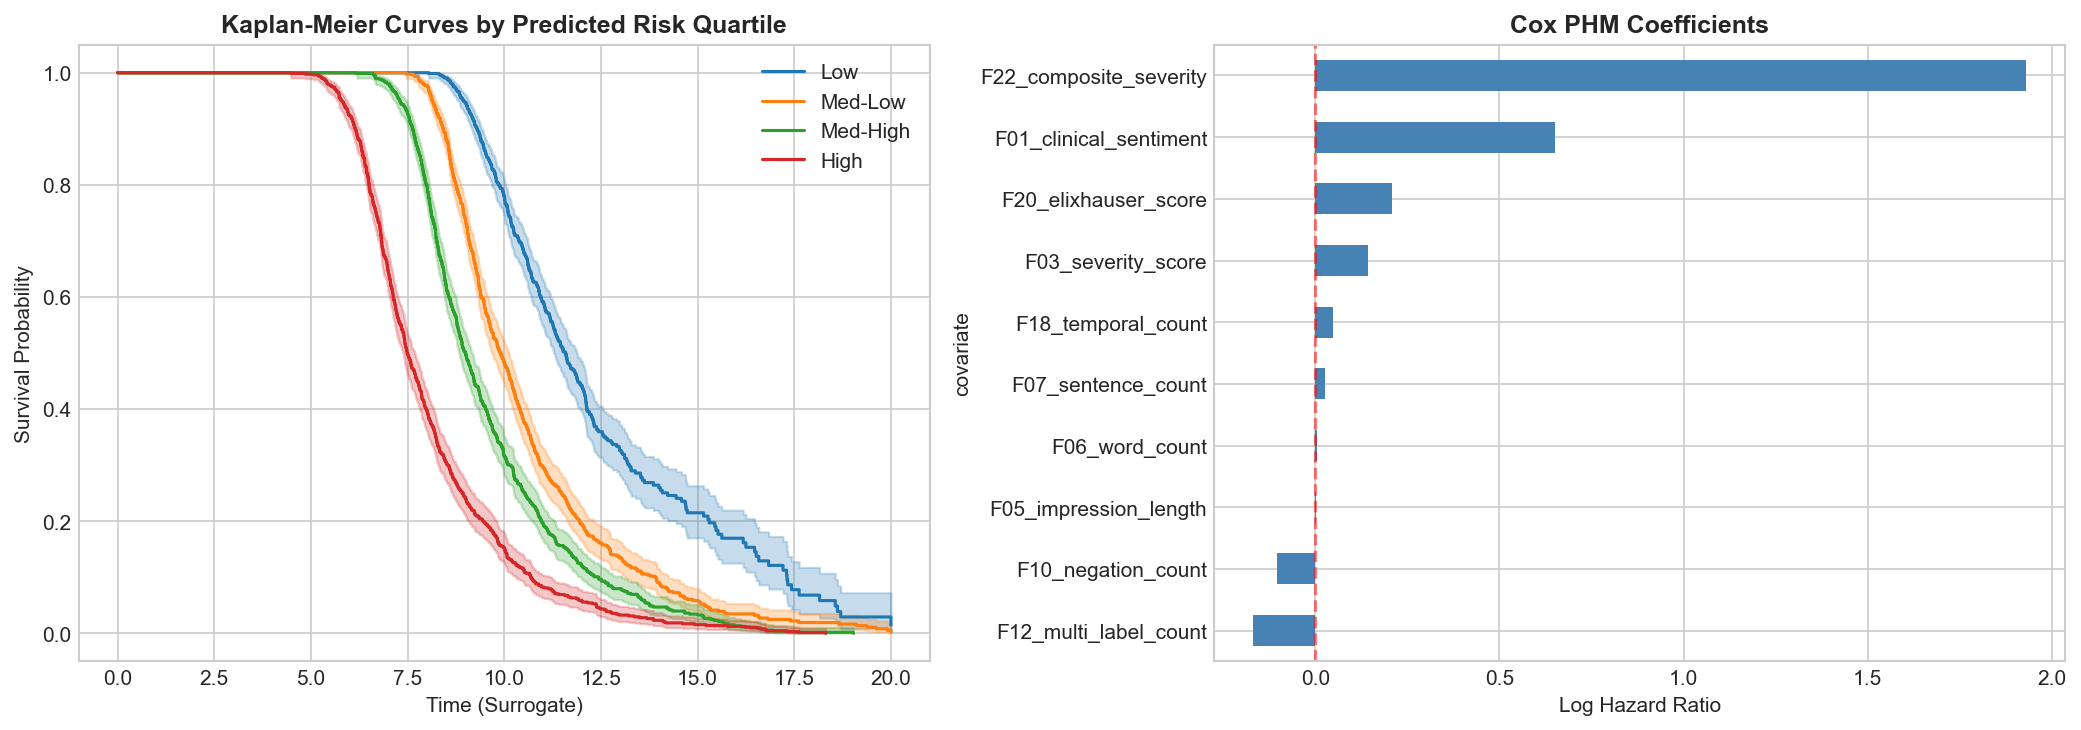 Kaplan-Meier Curves by Predicted Risk Quartile
Survival Probability
1.0
0.8
0.6
0.4
0.2
0.0
Low
Med-Low
Med-High
High
0.0 2.5 5.0 7.5 10.0 12.5 15.0 17.5 20.0
Time (Surrogate)
Cox PHM Coefficients
covariate
F22_composite_severity
F01_clinical_sentiment
F20_elixhauser_score
F03_severity_score
F18_temporal_count
F07_sentence_count
F06_word_count
F05_impression_length
F10_negation_count
F12_multi_label_count
0.0 0.5 1.0 1.5 2.0
Log Hazard Ratio